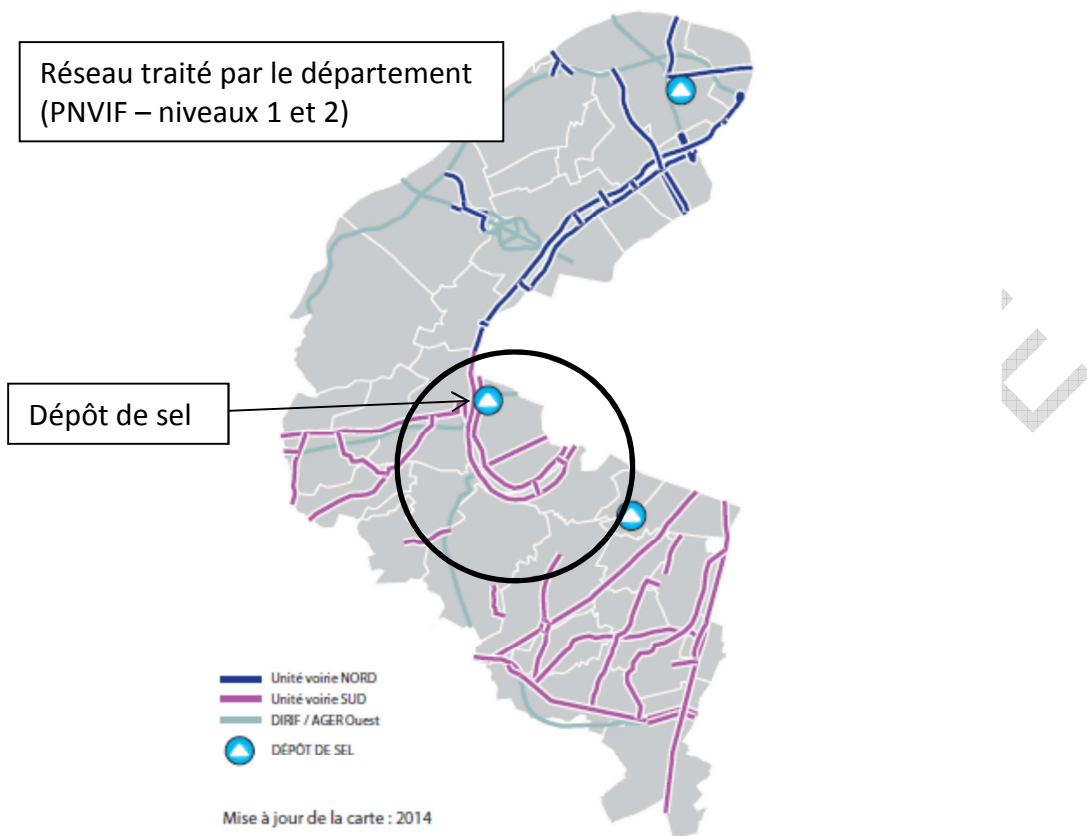 Réseau traité par le département
(PNVIF – niveaux 1 et 2)
Dépôt de sel
Unité voirie NORD
Unité voirie SUD
DIRIF / AGER Ouest
DÉPÔT DE SEL
Mise à jour de la carte : 2014